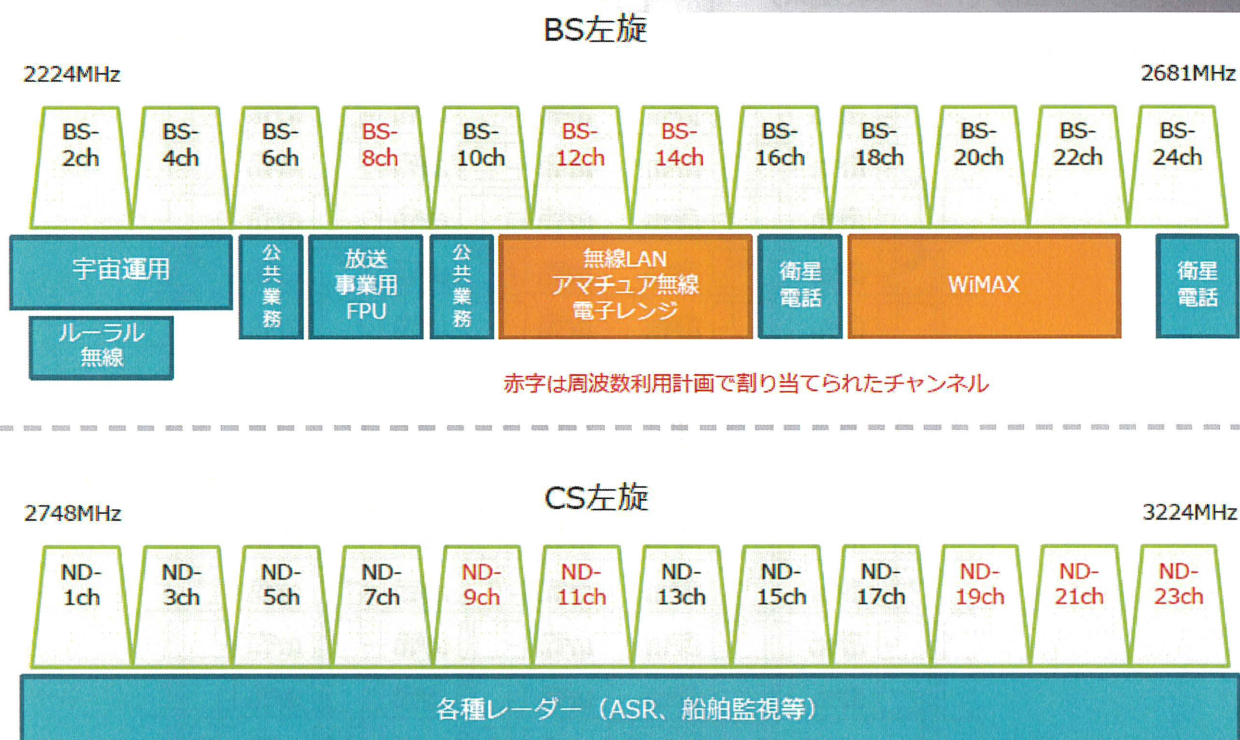 BS左旋
2224MHz
2681MHz
BS-
2ch
BS-
4ch
BS-
6ch
BS-
8ch
BS-
10ch
BS-
12ch
BS-
14ch
BS-
16ch
BS-
18ch
BS-
20ch
BS-
22ch
BS-
24ch
宇宙運用
ルーラル
無線
公
共
業
務
放送
事業用
FPU
公
共
業
務
無線LAN
アマチュア無線
電子レンジ
衛星
電話
WiMAX
衛星
電話
赤字は周波数利用計画で割り当てられたチャンネル
CS左旋
2748MHz
3224MHz
ND-
1ch
ND-
3ch
ND-
5ch
ND-
7ch
ND-
9ch
ND-
11ch
ND-
13ch
ND-
15ch
ND-
17ch
ND-
19ch
ND-
21ch
ND-
23ch
各種レーダー（ASR、船舶監視等）